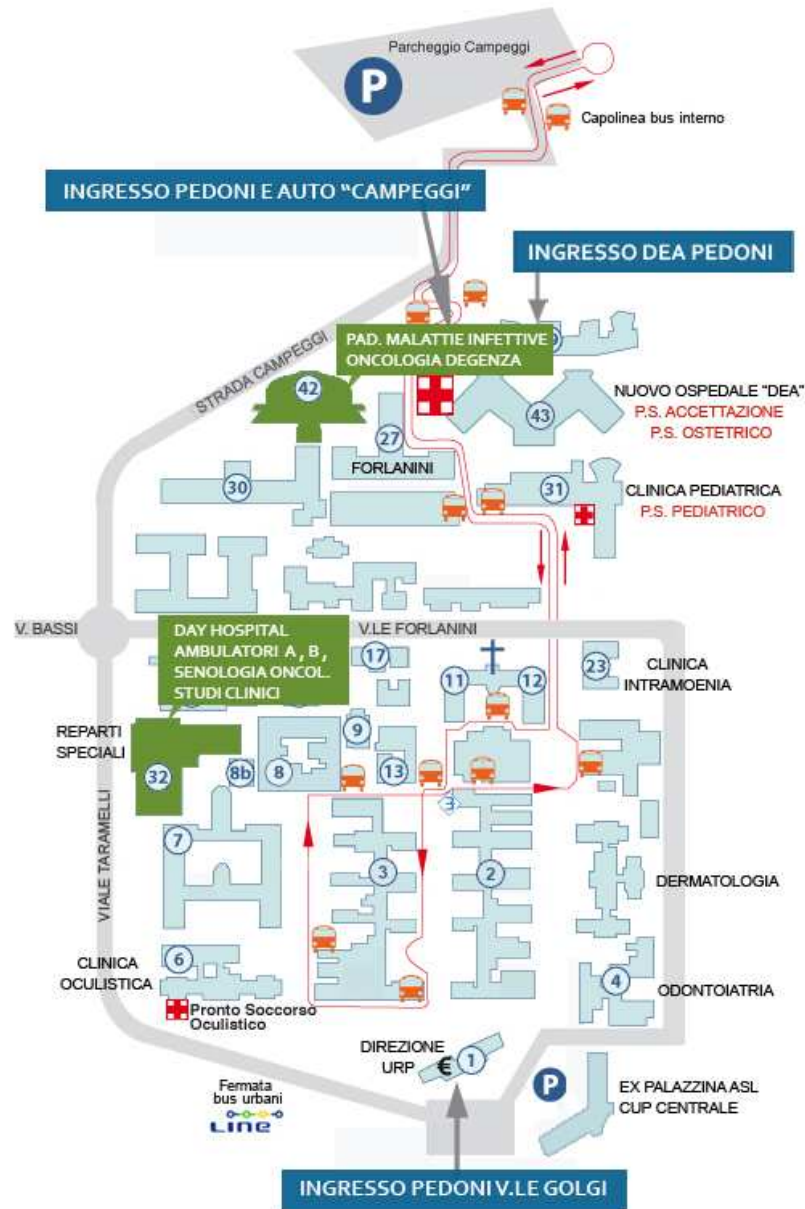 Parcheggio Campeggi
P
Capolinea bus interno
INGRESSO PEDONI E AUTO "CAMPEGGI"
INGRESSO DEA PEDONI
STRADA CAMPEGGI
PAD. MALATTIE INFETTIVE
ONCOLOGIA DEGENZA
9
42
43
NUOVO OSPEDALE "DEA"
P.S. ACCETTAZIONE
P.S. OSTETRICO
27
FORLANINI
30
31
CLINICA PEDIATRICA
P.S. PEDIATRICO
V. BASSI
V.LE FORLANINI
DAY HOSPITAL
AMBULATORI A , B ,
SENOLOGIA ONCOL.
STUDI CLINICI
17
11
12
23
CLINICA
INTRAMOENIA
REPARTI
SPECIALI
32
8b
8
9
13
3
VIALE TARAMELLI
7
3
2
DERMATOLOGIA
6
CLINICA
OCULISTICA
4
ODONTOIATRIA
Pronto Soccorso
Oculistico
DIREZIONE
URP
€
1
P
EX PALAZZINA ASL
CUP CENTRALE
Fermata
bus urbani
LINE
INGRESSO PEDONI V.LE GOLGI